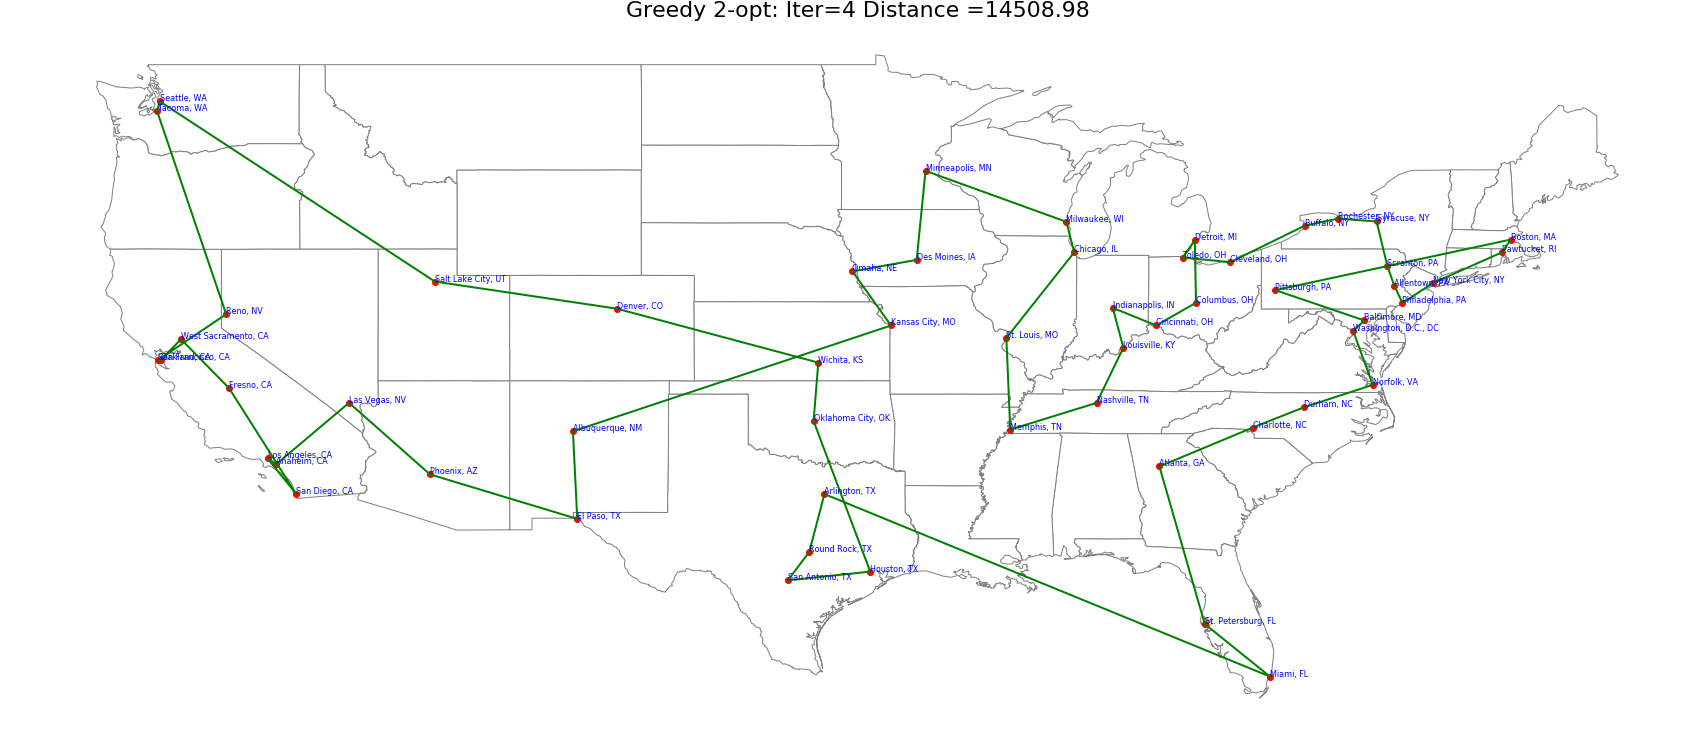 Greedy 2-opt: Iter=4 Distance =14508.98
Seattle, WA
Tacoma, WA
Minneapolis, MN
Milwaukee, WI
Rochester, NY
Syracuse, NY
Buffalo, NY
Detroit, MI
Boston, MA
Pawtucket, RI
Chicago, IL
Toledo, OH
Cleveland, OH
Scranton, PA
Des Moines, IA
Omaha, NE
Salt Lake City, UT
New York City, NY
Allentown, PA
Pittsburgh, PA
Philadelphia, PA
Columbus, OH
Indianapolis, IN
Denver, CO
Reno, NV
Baltimore, MD
Cincinnati, OH
Kansas City, MO
Washington, D.C., DC
West Sacramento, CA
St. Louis, MO
Louisville, KY
San Francisco, CA
Wichita, KS
Fresno, CA
Norfolk, VA
Las Vegas, NV
Nashville, TN
Durham, NC
Oklahoma City, OK
Charlotte, NC
Albuquerque, NM
Memphis, TN
Los Angeles, CA
Anaheim, CA
Atlanta, GA
Phoenix, AZ
San Diego, CA
Arlington, TX
El Paso, TX
Round Rock, TX
Houston, TX
San Antonio, TX
St. Petersburg, FL
Miami, FL